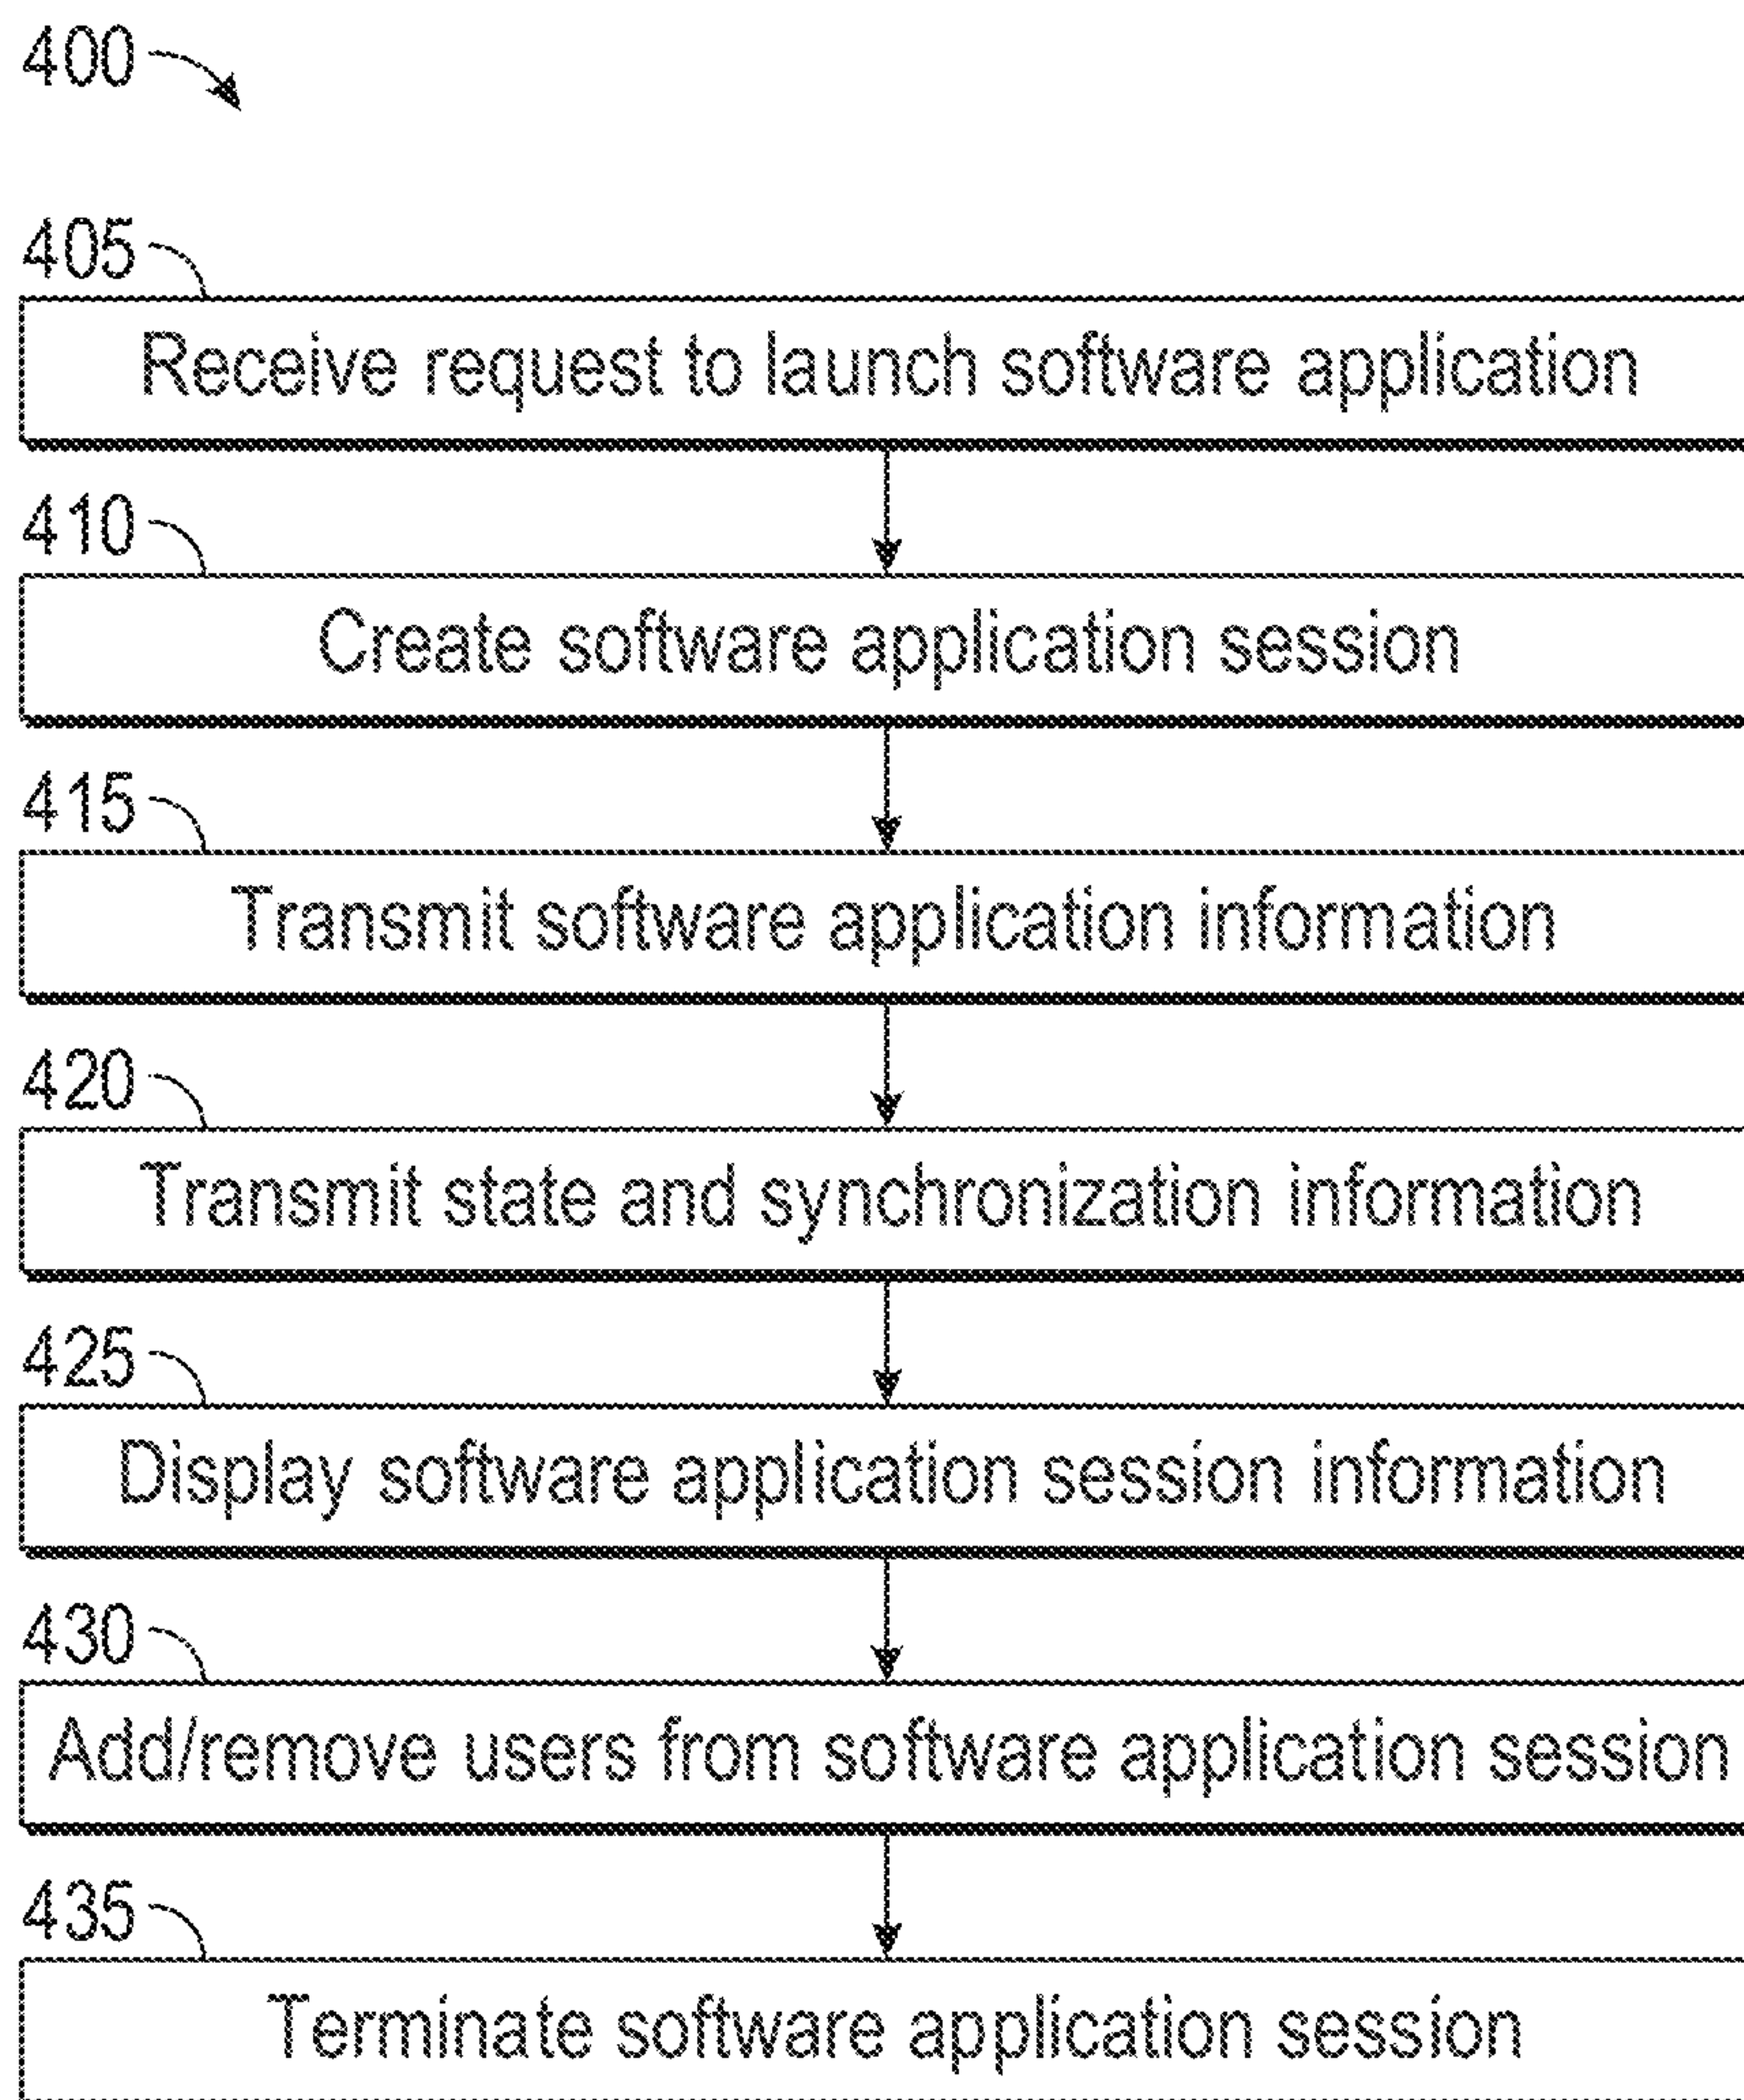 400
405
Receive request to launch software application
410
Create software application session
415
Transmit software application information
420
Transmit state and synchronization information
425
Display software application session information
430
Add/remove users from software application session
435
Terminate software application session